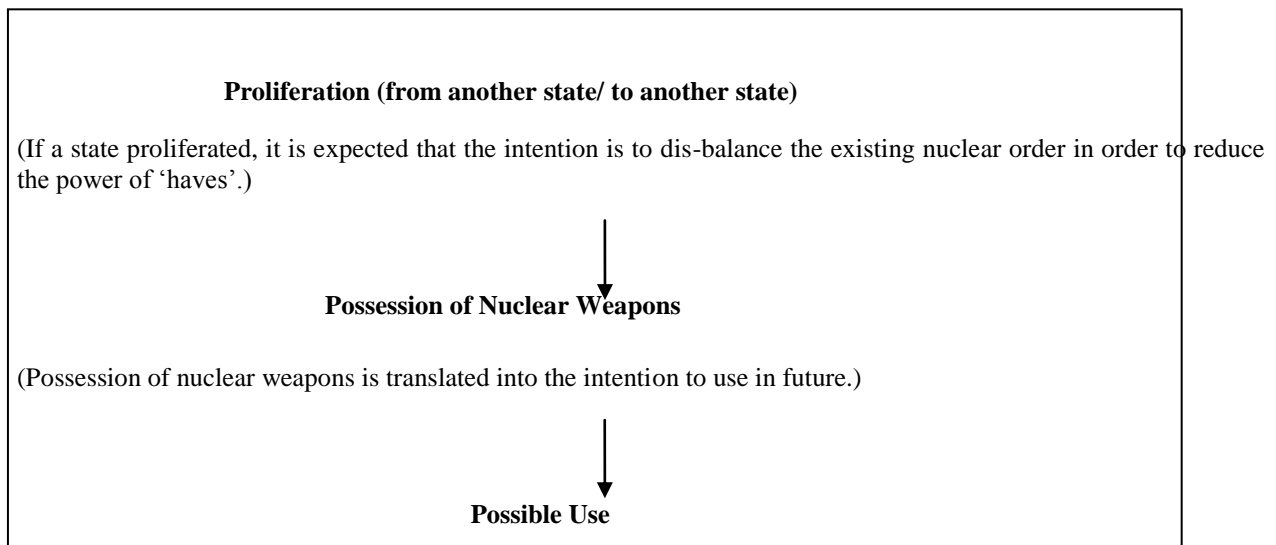 Proliferation (from another state/ to another state)
(If a state proliferated, it is expected that the intention is to dis-balance the existing nuclear order in order to reduce
the power of ‘haves’.)
Possession of Nuclear Weapons
(Possession of nuclear weapons is translated into the intention to use in future.)
Possible Use